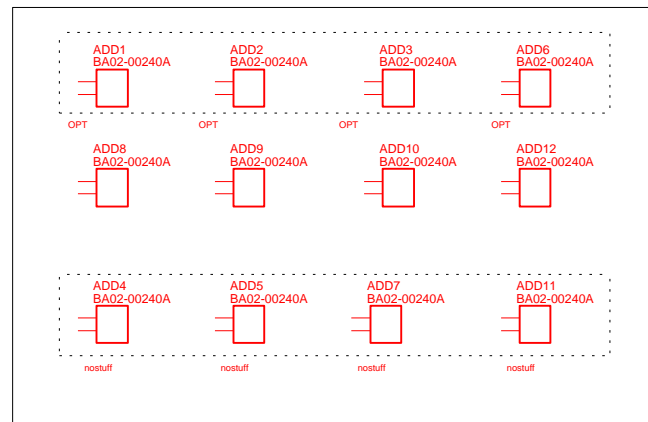 ADD1
BA02-00240A
ADD2
BA02-00240A
ADD3
BA02-00240A
ADD6
BA02-00240A
OPT
OPT
OPT
OPT
ADD8
BA02-00240A
ADD9
BA02-00240A
ADD10
BA02-00240A
ADD12
BA02-00240A
ADD4
BA02-00240A
ADD5
BA02-00240A
ADD7
BA02-00240A
ADD11
BA02-00240A
nostuff
nostuff
nostuff
nostuff